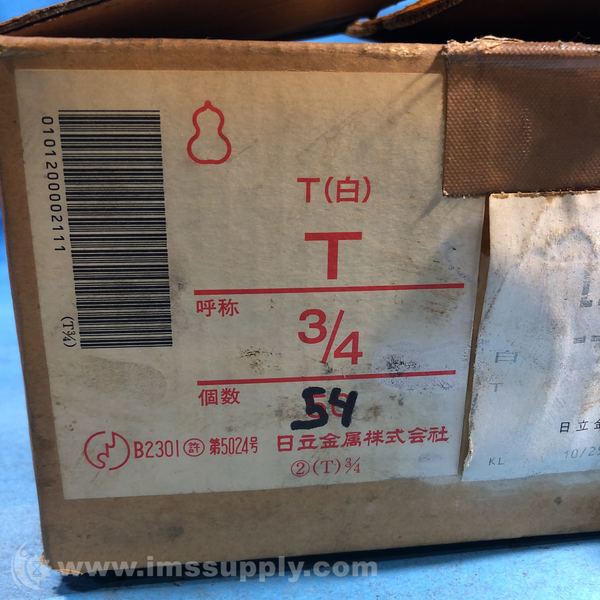 0101200002111
(T¾)
T(白)
T
呼称
3/4
個数
54
B2301 許 第5024号
日立金属株式会社
②(T)¾
白
T
日立金
KL
10/25
www.imssupply.com